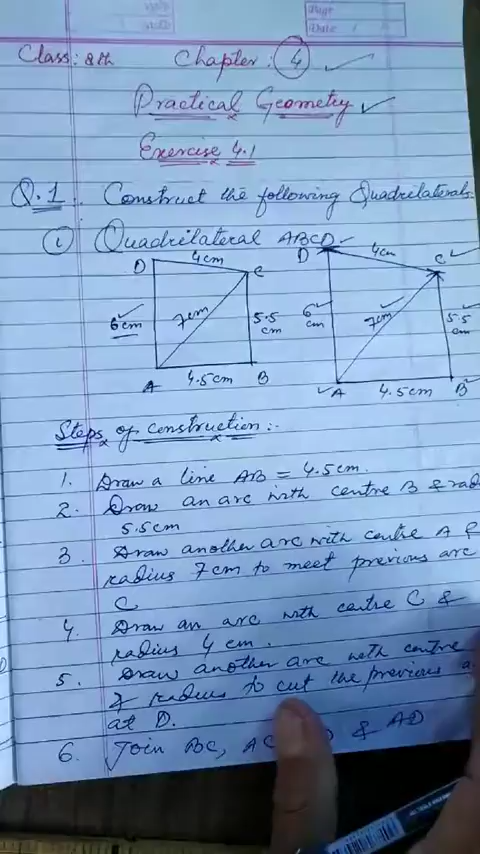 Page
Date
Class: 8th Chapter: 4
Practical Geometry
Exercise 4.1
Q.1. Construct the following Quadrilaterals.
(i) Quadrilateral ABCD
D 4cm C
6cm 7cm 5.5 cm
A 4.5cm B
D 4cm C
6 cm 7cm 5.5 cm
A 4.5cm B
Steps of construction:-
1. Draw a line AB = 4.5cm.
2. Draw an arc with centre B &
5.5cm
3. Draw another arc with centre A &
radius 7cm to meet previous arc
C
4. Draw an arc with centre C &
radius 4 cm.
5. Draw another arc with centre
& radius to cut the previous
at D.
6. Join BC, AC & AD